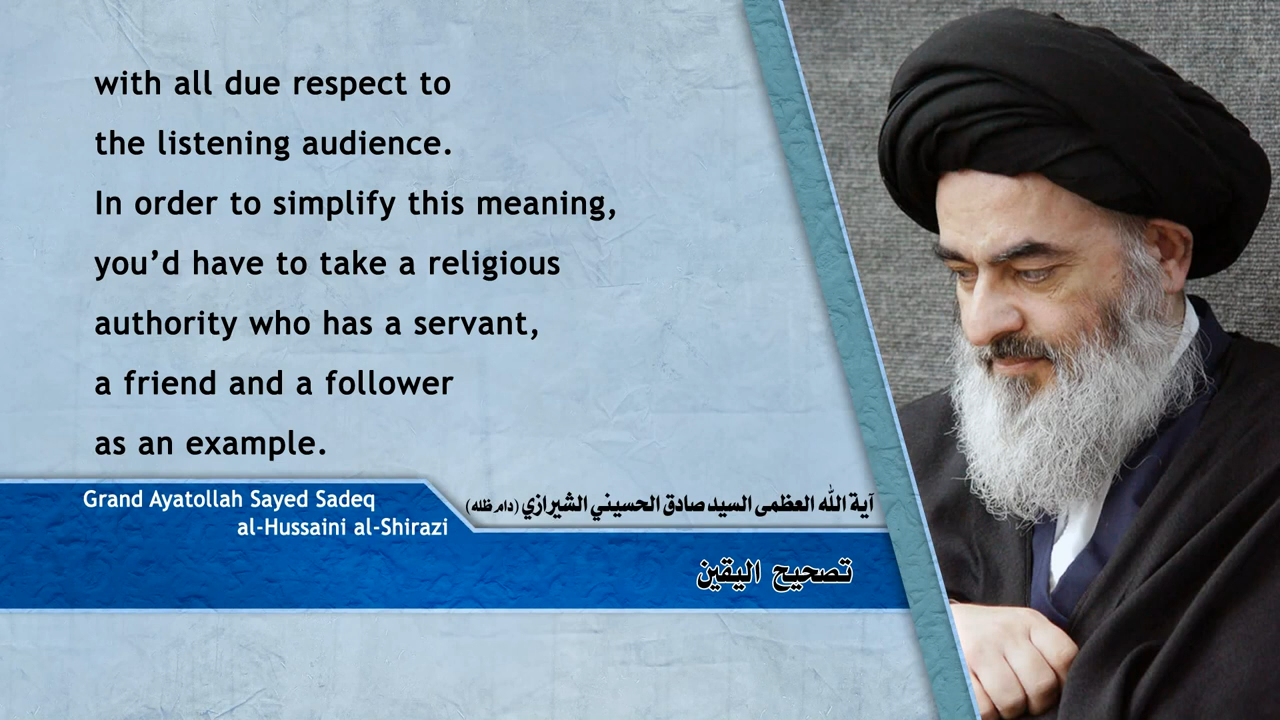 with all due respect to
the listening audience.
In order to simplify this meaning,
you’d have to take a religious
authority who has a servant,
a friend and a follower
as an example.
Grand Ayatollah Sayed Sadeq
al-Hussaini al-Shirazi
آية الله العظمى السيد صادق الحسيني الشيرازي (دام ظله)
تصحيح اليقين